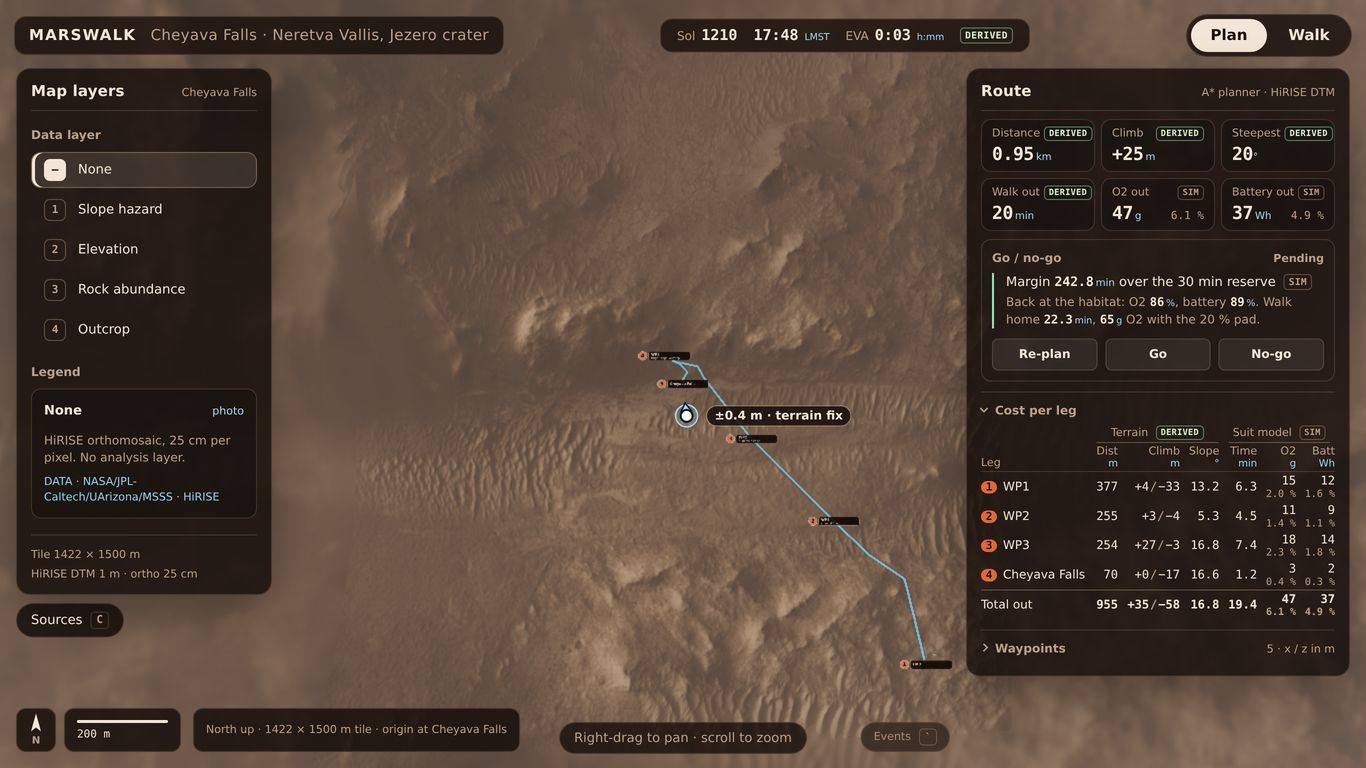 MARSWALK Cheyava Falls · Neretva Vallis, Jezero crater
Sol 1210 17:48 LMST EVA 0:03 h:mm DERIVED
Plan Walk
Map layers Cheyava Falls
Data layer
– None
1 Slope hazard
2 Elevation
3 Rock abundance
4 Outcrop
Legend
None photo
HiRISE orthomosaic, 25 cm per
pixel. No analysis layer.
DATA · NASA/JPL-
Caltech/UArizona/MSSS · HiRISE
Tile 1422 × 1500 m
HiRISE DTM 1 m · ortho 25 cm
Sources C
±0.4 m · terrain fix
Route A* planner · HiRISE DTM
Distance DERIVED Climb DERIVED Steepest DERIVED
0.95 km +25 m 20°
Walk out DERIVED O2 out SIM Battery out SIM
20 min 47 g 6.1 % 37 Wh 4.9 %
Go / no-go Pending
Margin 242.8 min over the 30 min reserve SIM
Back at the habitat: O2 86 %, battery 89 %. Walk
home 22.3 min, 65 g O2 with the 20 % pad.
Re-plan Go No-go
Cost per leg
Terrain DERIVED Suit model SIM
Leg Dist m Climb m Slope ° Time min O2 g Batt Wh
1 WP1 377 +4/−33 13.2 6.3 15 2.0 % 12 1.6 %
2 WP2 255 +3/−4 5.3 4.5 11 1.4 % 9 1.1 %
3 WP3 254 +27/−3 16.8 7.4 18 2.3 % 14 1.8 %
4 Cheyava Falls 70 +0/−17 16.6 1.2 3 0.4 % 2 0.3 %
Total out 955 +35/−58 16.8 19.4 47 6.1 % 37 4.9 %
Waypoints 5 · x / z in m
N
200 m
North up · 1422 × 1500 m tile · origin at Cheyava Falls
Right-drag to pan · scroll to zoom
Events `